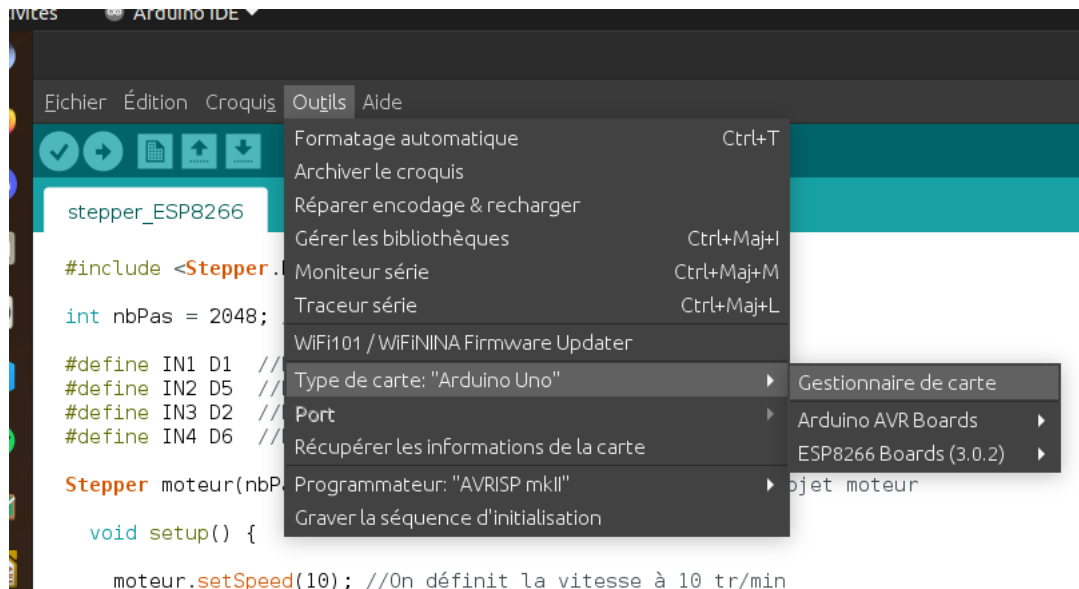 Arduino IDE
Fichier Édition Croquis Outils Aide
Formatage automatique Ctrl+T
Archiver le croquis
stepper_ESP8266
Réparer encodage & recharger
Gérer les bibliothèques Ctrl+Maj+I
#include <Stepper.
Moniteur série Ctrl+Maj+M
Traceur série Ctrl+Maj+L
int nbPas = 2048;
WiFi101 / WiFiNINA Firmware Updater
#define IN1 D1 //
Type de carte: "Arduino Uno"
Gestionnaire de carte
#define IN2 D5 //
#define IN3 D2 //
Port
Arduino AVR Boards
#define IN4 D6 //
Récupérer les informations de la carte
ESP8266 Boards (3.0.2)
Stepper moteur(nbP
Programmateur: "AVRISP mkII"
bjet moteur
Graver la séquence d'initialisation
void setup() {
moteur.setSpeed(10); //On définit la vitesse à 10 tr/min